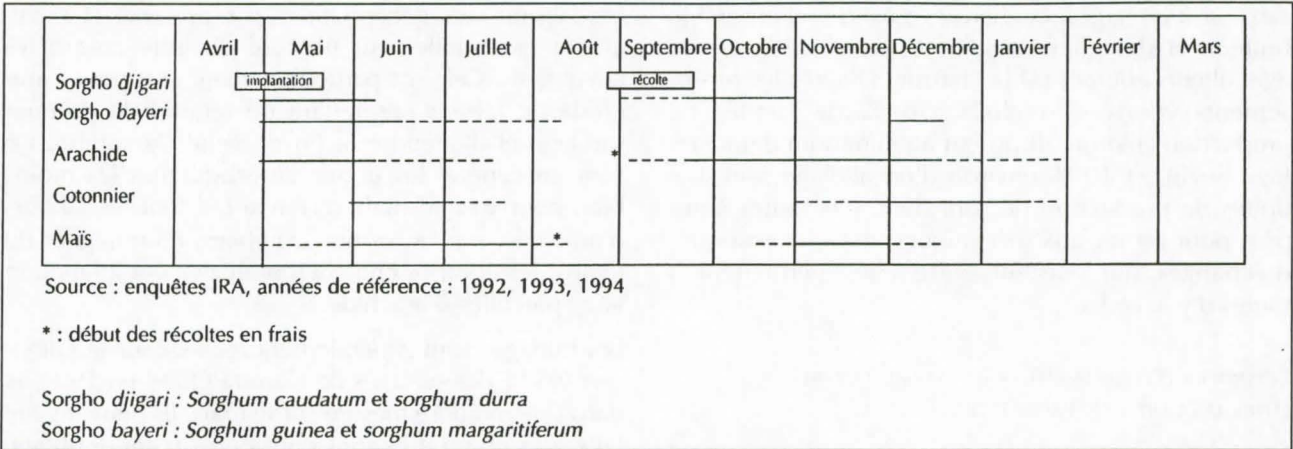 Avril Mai Juin Juillet Août Septembre Octobre Novembre Décembre Janvier Février Mars
Sorgho djigari implantation récolte
Sorgho bayeri
Arachide *
Cotonnier
Maïs *
Source : enquêtes IRA, années de référence : 1992, 1993, 1994
* : début des récoltes en frais
Sorgho djigari : Sorghum caudatum et sorghum durra
Sorgho bayeri : Sorghum guinea et sorghum margaritiferum